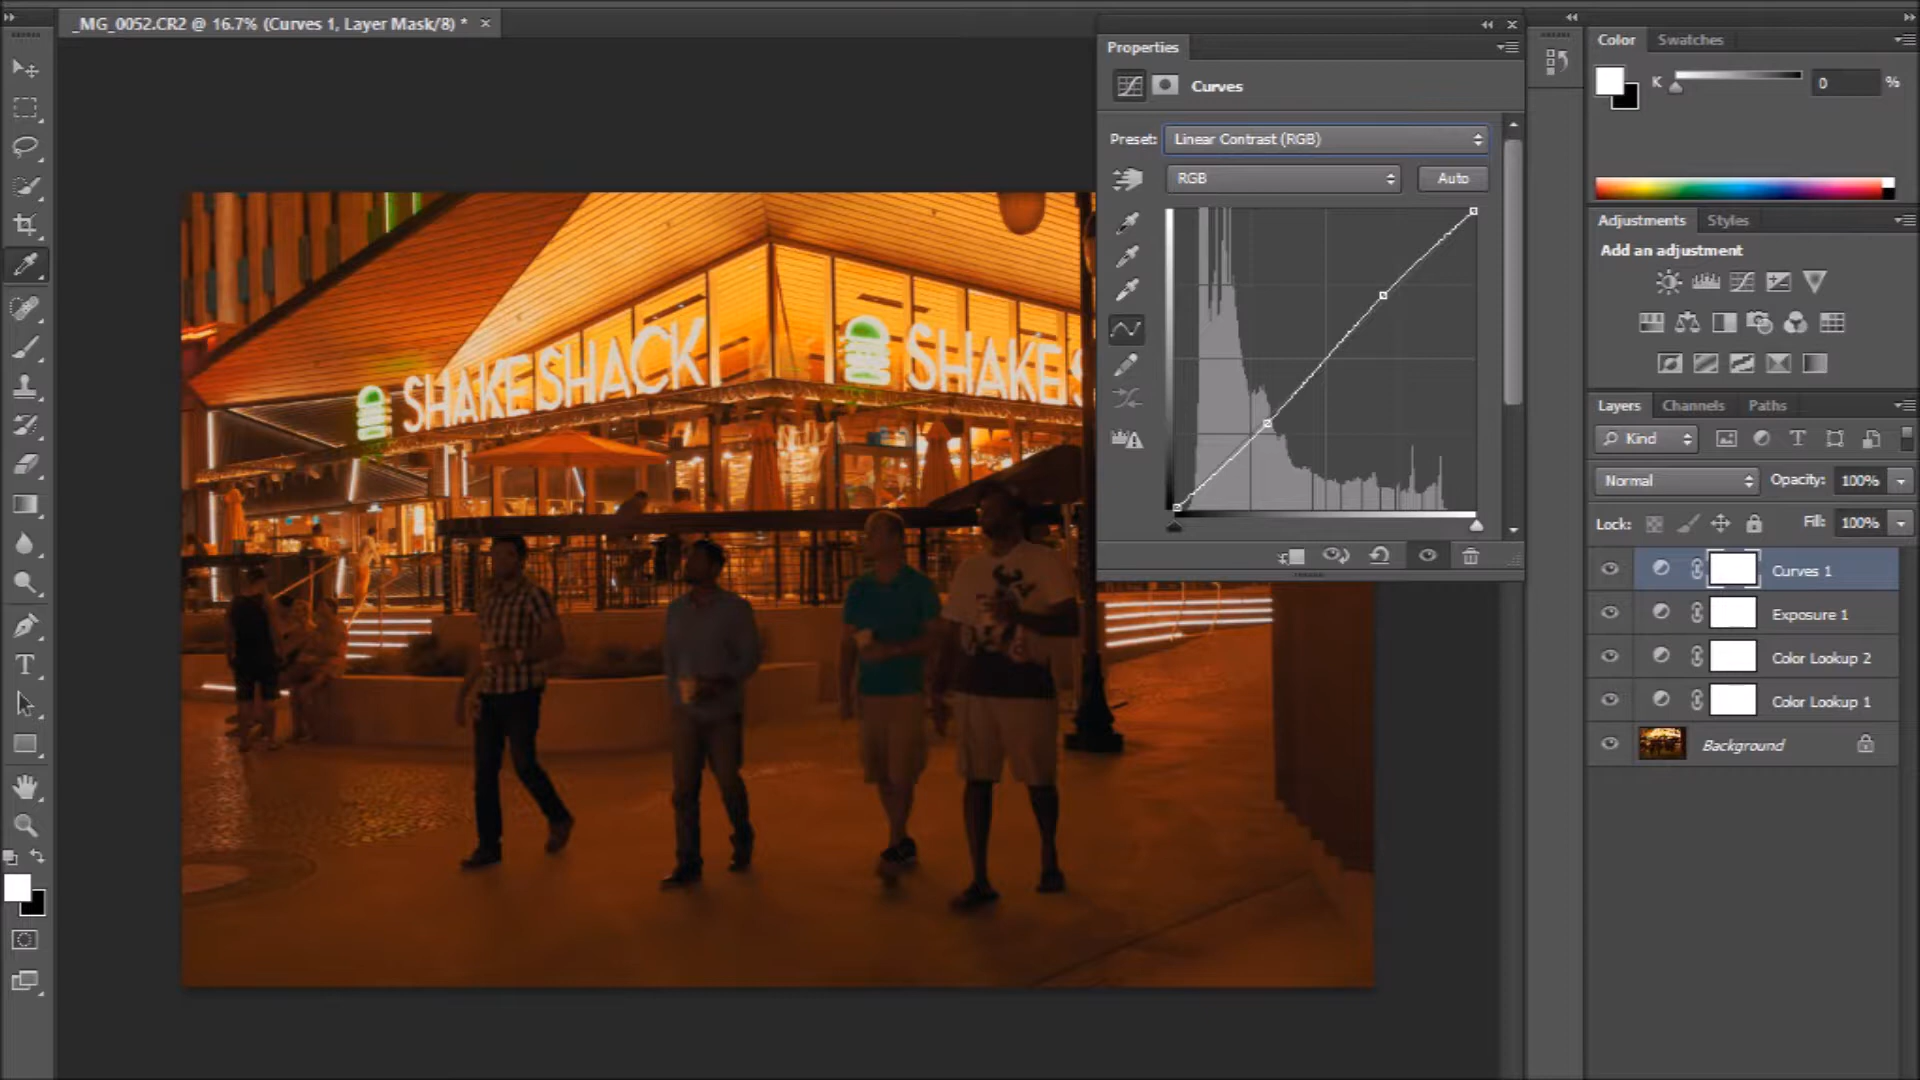 _MG_0052.CR2 @ 16.7% (Curves 1, Layer Mask/8) *
Properties
Curves
Preset: Linear Contrast (RGB)
RGB
Auto
SHAKE SHACK
SHAKE S
Color
Swatches
K
0
%
Adjustments
Styles
Add an adjustment
Layers
Channels
Paths
Kind
Normal
Opacity: 100%
Lock:
Fill: 100%
Curves 1
Exposure 1
Color Lookup 2
Color Lookup 1
Background